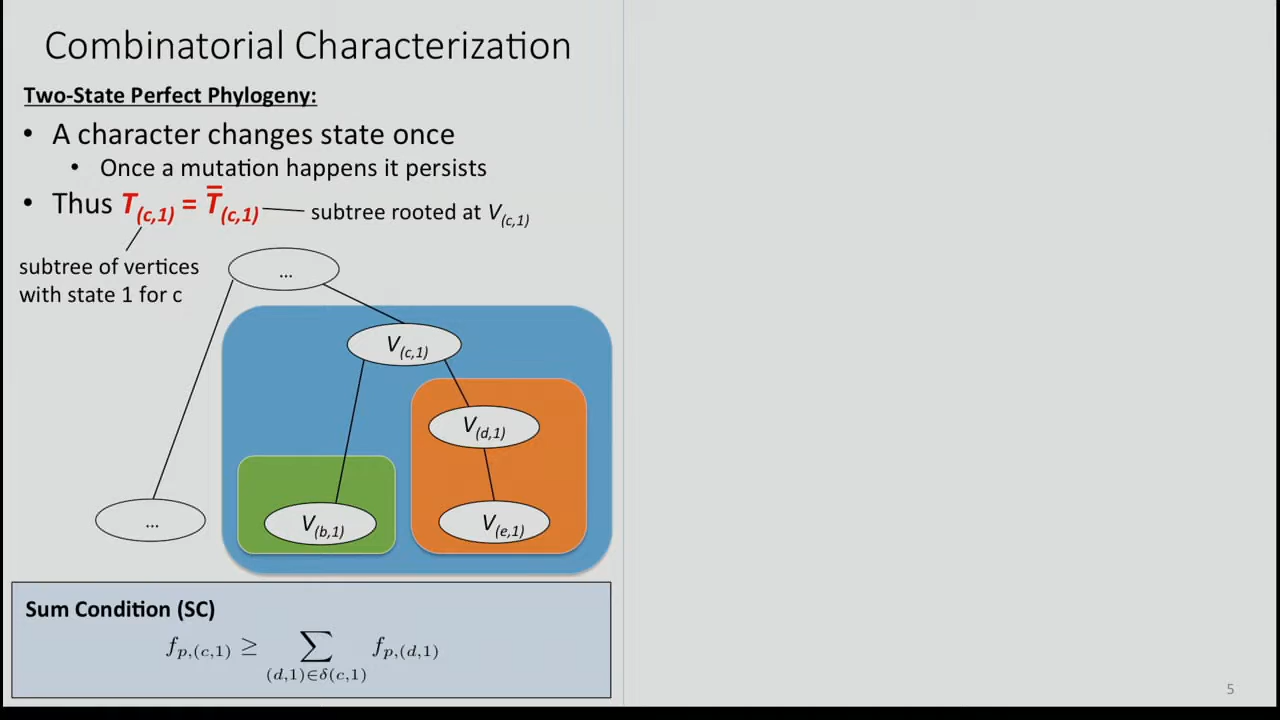 Combinatorial Characterization
Two-State Perfect Phylogeny:
• A character changes state once
• Once a mutation happens it persists
• Thus T(c,1) = T̿(c,1)
subtree rooted at V(c,1)
subtree of vertices
with state 1 for c
...
V(c,1)
V(d,1)
...
V(b,1)
V(e,1)
Sum Condition (SC)
f_{p,(c,1)} ≥ ∑_{(d,1)∈δ(c,1)} f_{p,(d,1)}
5